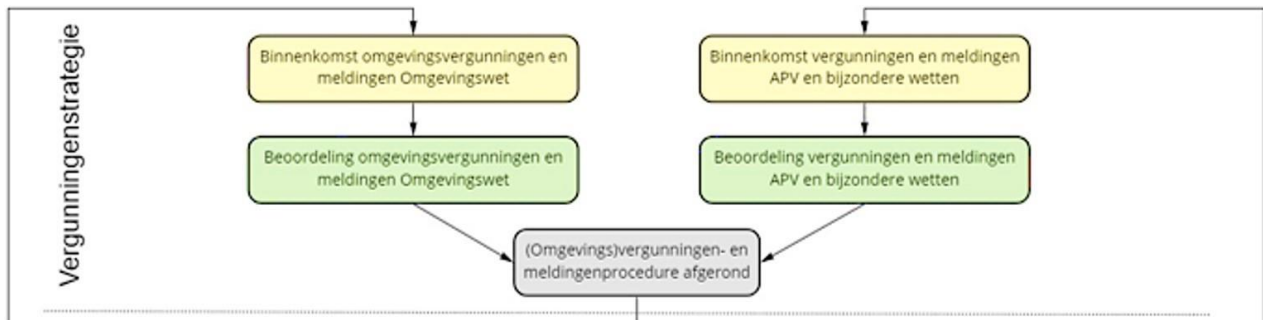 Vergunningenstrategie
Binnenkomst omgevingsvergunningen en
meldingen Omgevingswet
Binnenkomst vergunningen en meldingen
APV en bijzondere wetten
Beoordeling omgevingsvergunningen en
meldingen Omgevingswet
Beoordeling vergunningen en meldingen
APV en bijzondere wetten
(Omgevings)vergunningen- en
meldingenprocedure afgerond